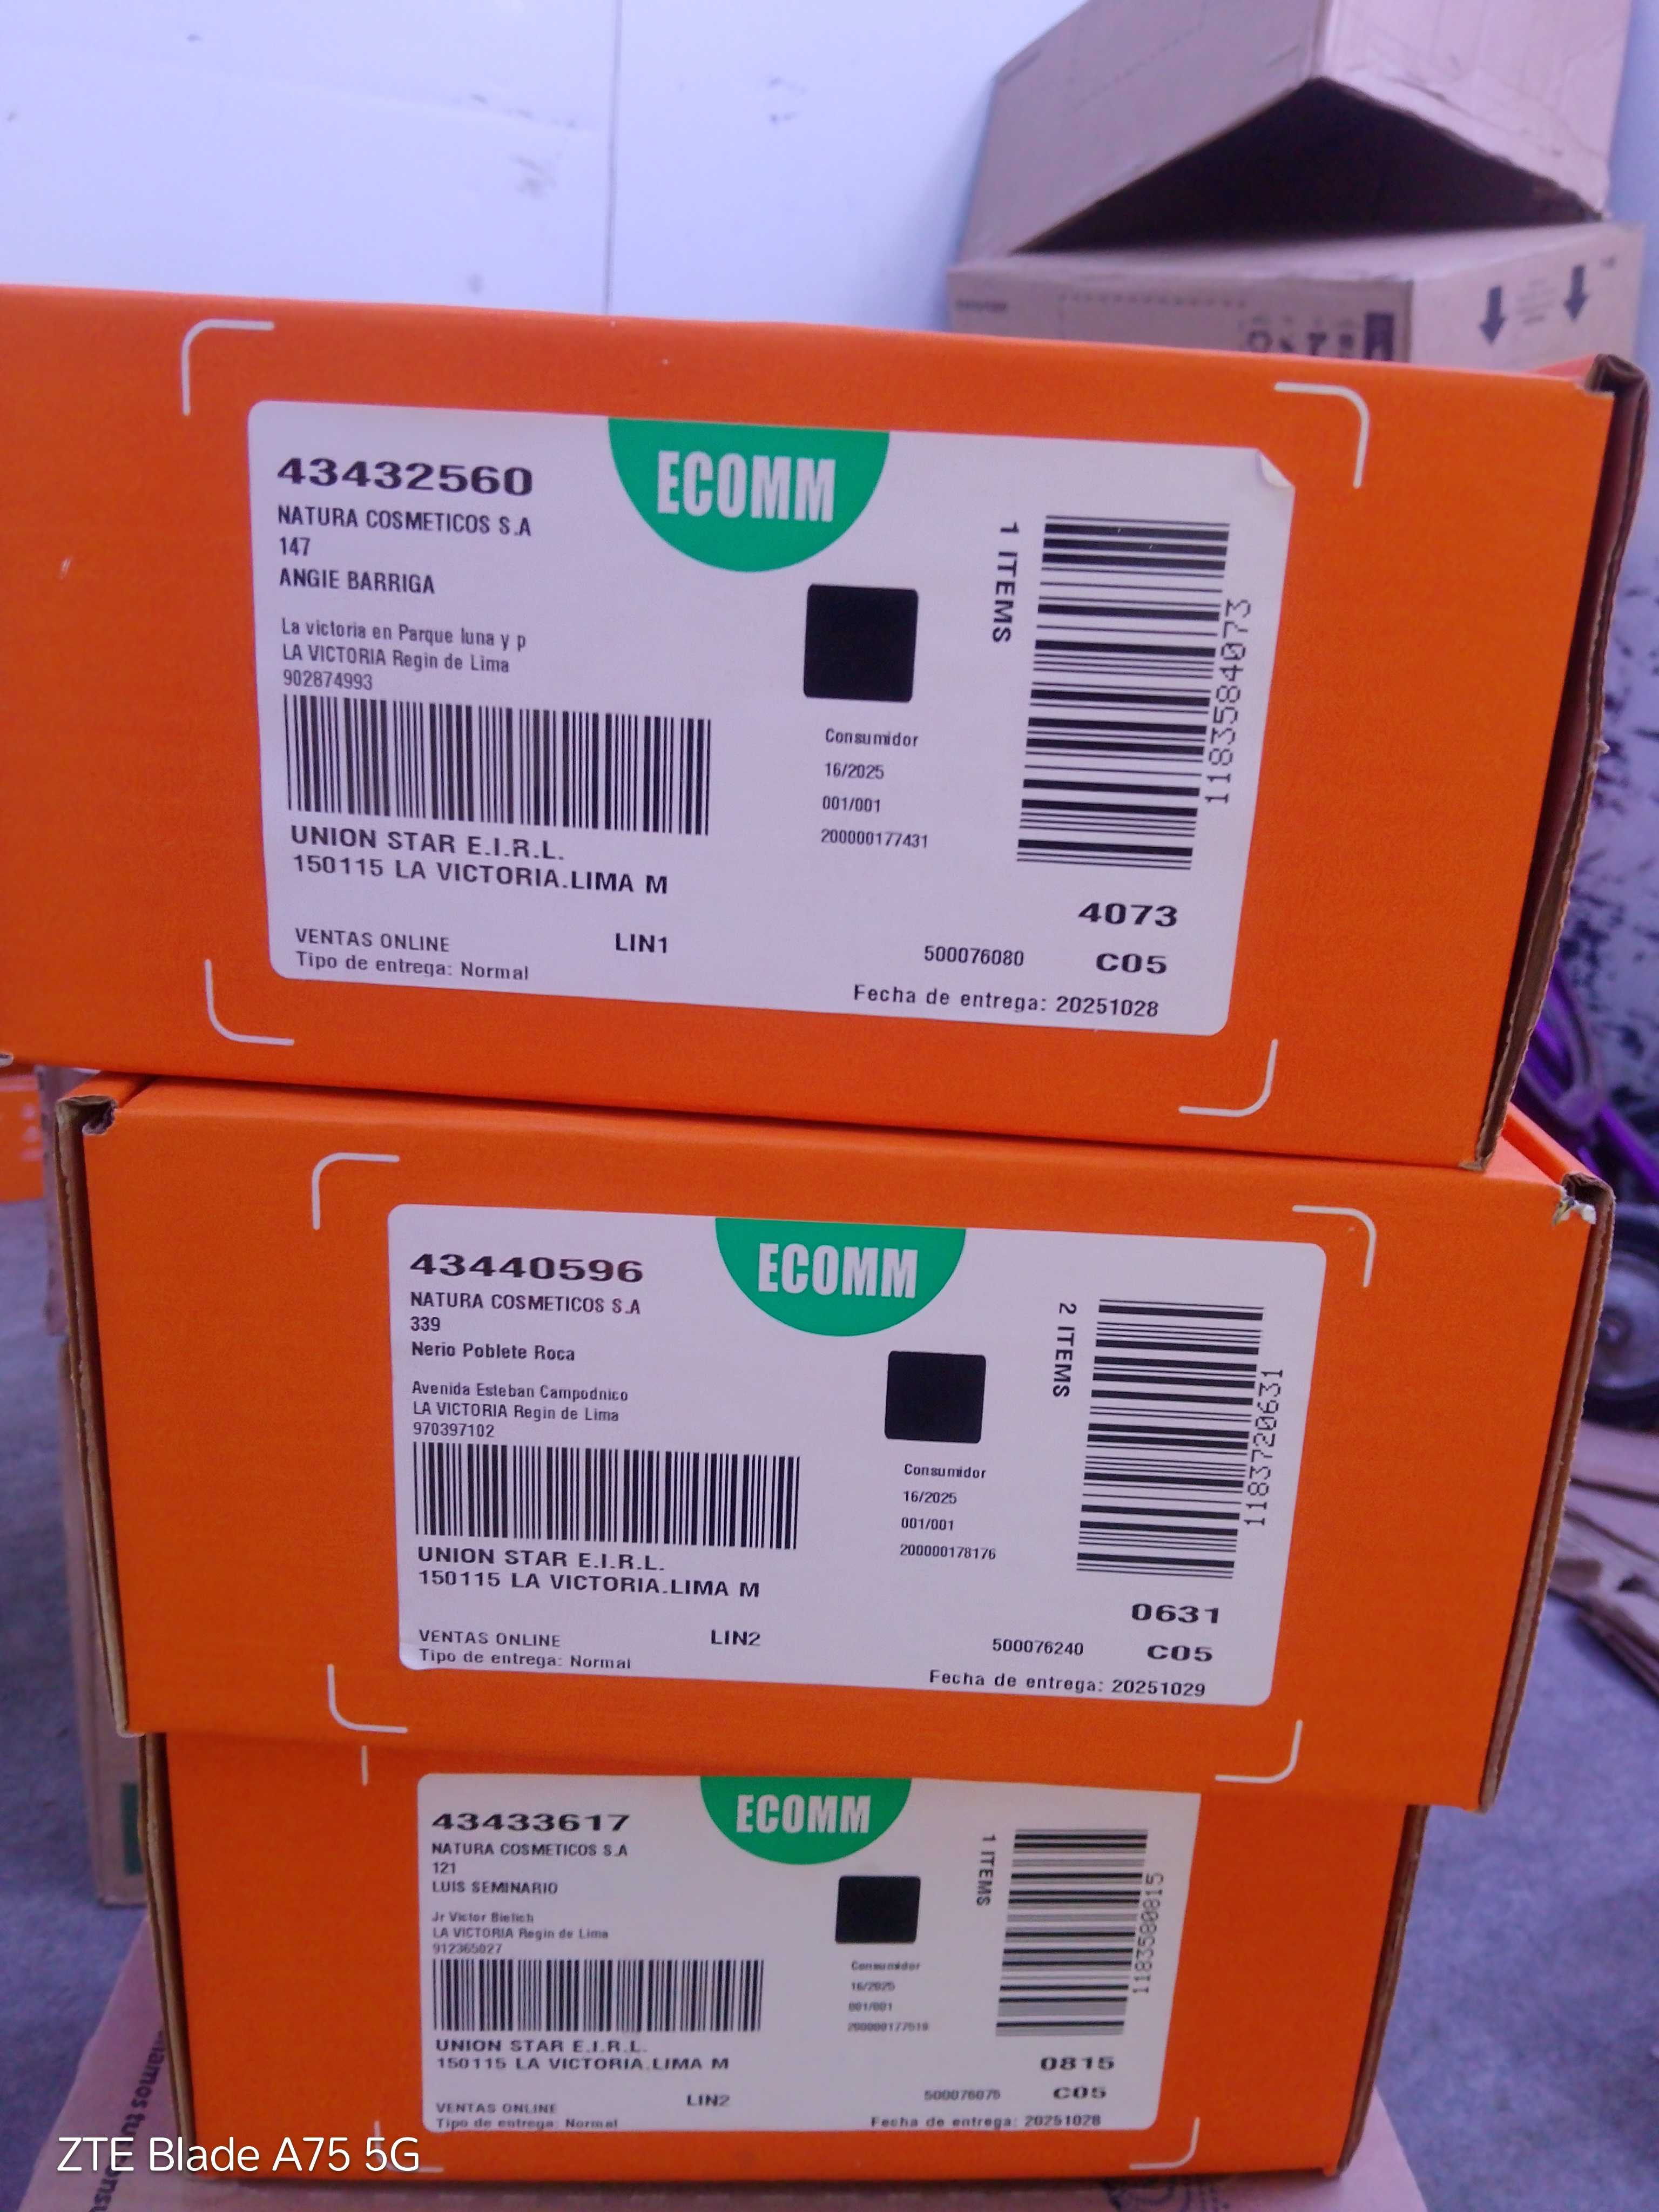 43432560
NATURA COSMETICOS S.A
147
ANGIE BARRIGA
La victoria en Parque luna y p
LA VICTORIA Regin de Lima
902874993
UNION STAR E.I.R.L.
150115 LA VICTORIA.LIMA M
VENTAS ONLINE
LIN1
Tipo de entrega: Normal
ECOMM
Consumidor
16/2025
001/001
200000177431
1 ITEMS
11835584073
4073
500076080
C05
Fecha de entrega: 20251028
43440596
NATURA COSMETICOS S.A
339
Nerio Poblete Roca
Avenida Esteban Campodnico
LA VICTORIA Regin de Lima
970397102
UNION STAR E.I.R.L.
150115 LA VICTORIA.LIMA M
VENTAS ONLINE
LIN2
Tipo de entrega: Normal
ECOMM
Consumidor
16/2025
001/001
200000178176
2 ITEMS
11837720631
0631
500076240
C05
Fecha de entrega: 20251029
43433617
NATURA COSMETICOS S.A
121
LUIS SEMINARIO
Jr Victor Bielich
LA VICTORIA Regin de Lima
912365027
UNION STAR E.I.R.L.
150115 LA VICTORIA.LIMA M
VENTAS ONLINE
LIN2
Tipo de entrega: Normal
ECOMM
Consumidor
16/2025
001/001
1 ITEMS
11835800815
0815
500076075
C05
Fecha de entrega: 20251028
ZTE Blade A75 5G